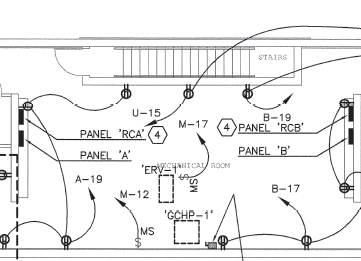 STAIRS
U-15
M-17
B-19
PANEL 'RCA'
4
4
PANEL 'RCB'
PANEL 'A'
PANEL 'B'
MECHANICAL ROOM
'ERV-1'
A-19
M-12
S
MS
B-17
'GCHP-1'
MS
S